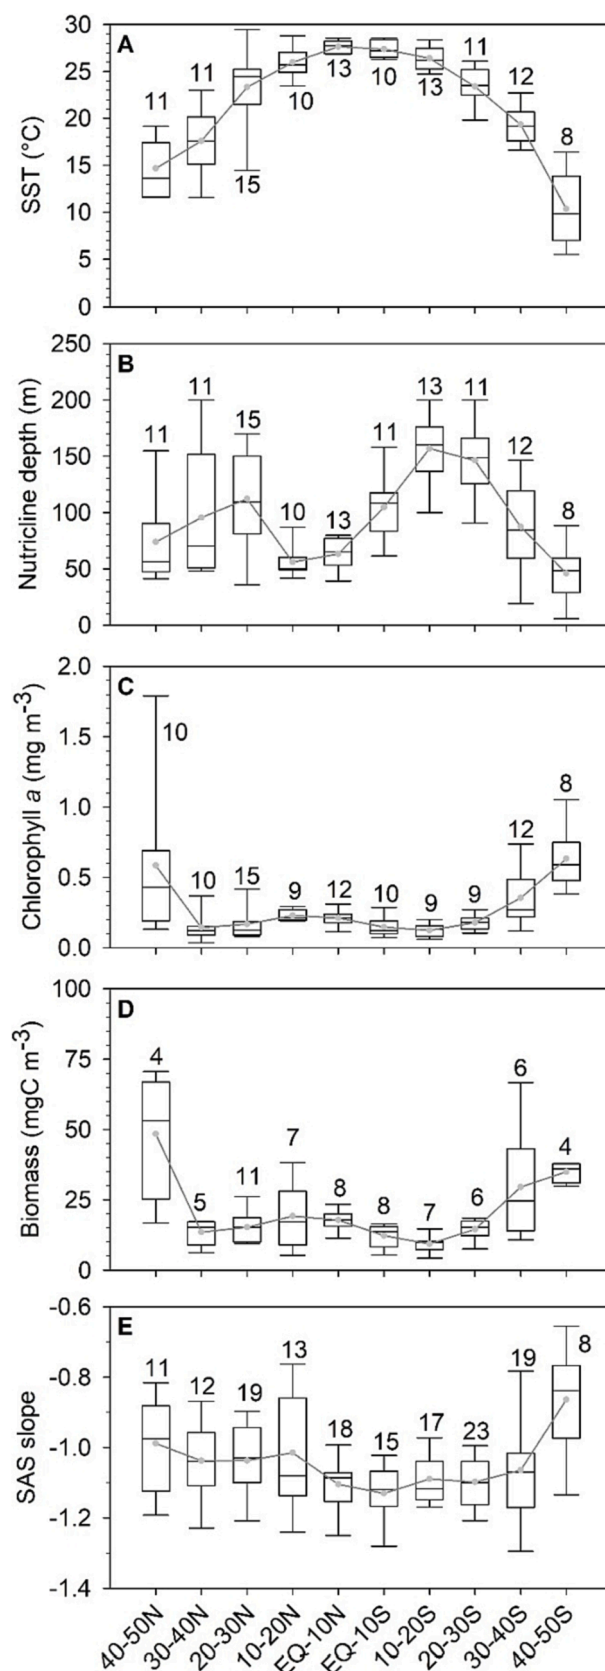 A
SST (°C)
30
25
20
15
10
5
0
11 11 15 10 13 10 13 11 12 8
B
Nutricline depth (m)
250
200
150
100
50
0
11 11 15 10 13 11 13 11 12 8
C
Chlorophyll a (mg m-3)
2.0
1.5
1.0
0.5
0.0
10 10 15 9 12 10 9 9 12 8
D
Biomass (mgC m-3)
100
75
50
25
0
4 5 11 7 8 8 7 6 6 4
E
SAS slope
-0.6
-0.8
-1.0
-1.2
-1.4
11 12 19 13 18 15 17 23 19 8
40-50N
30-40N
20-30N
10-20N
EQ-10N
EQ-10S
10-20S
20-30S
30-40S
40-50S